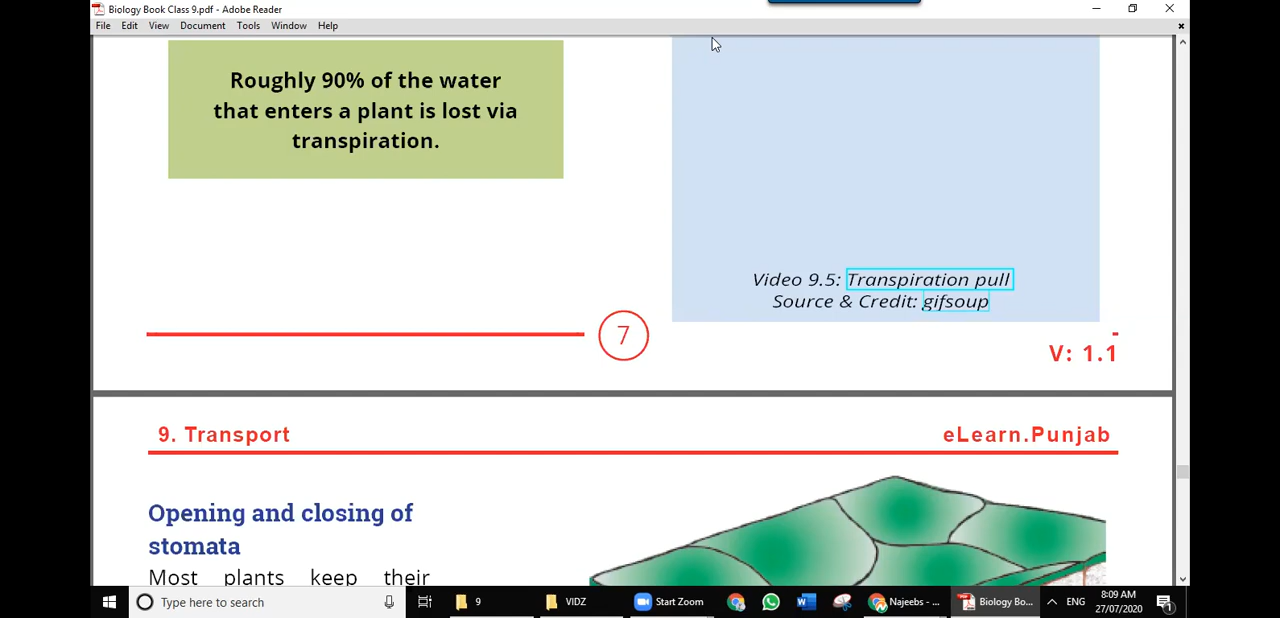 Biology Book Class 9.pdf - Adobe Reader
File Edit View Document Tools Window Help
Roughly 90% of the water
that enters a plant is lost via
transpiration.
Video 9.5: Transpiration pull
Source & Credit: gifsoup
7
V: 1.1
9. Transport
eLearn.Punjab
Opening and closing of
stomata
Most plants keep their
Type here to search
9
VIDZ
Start Zoom
Najeebs - ...
Biology Bo...
ENG
8:09 AM
27/07/2020
1